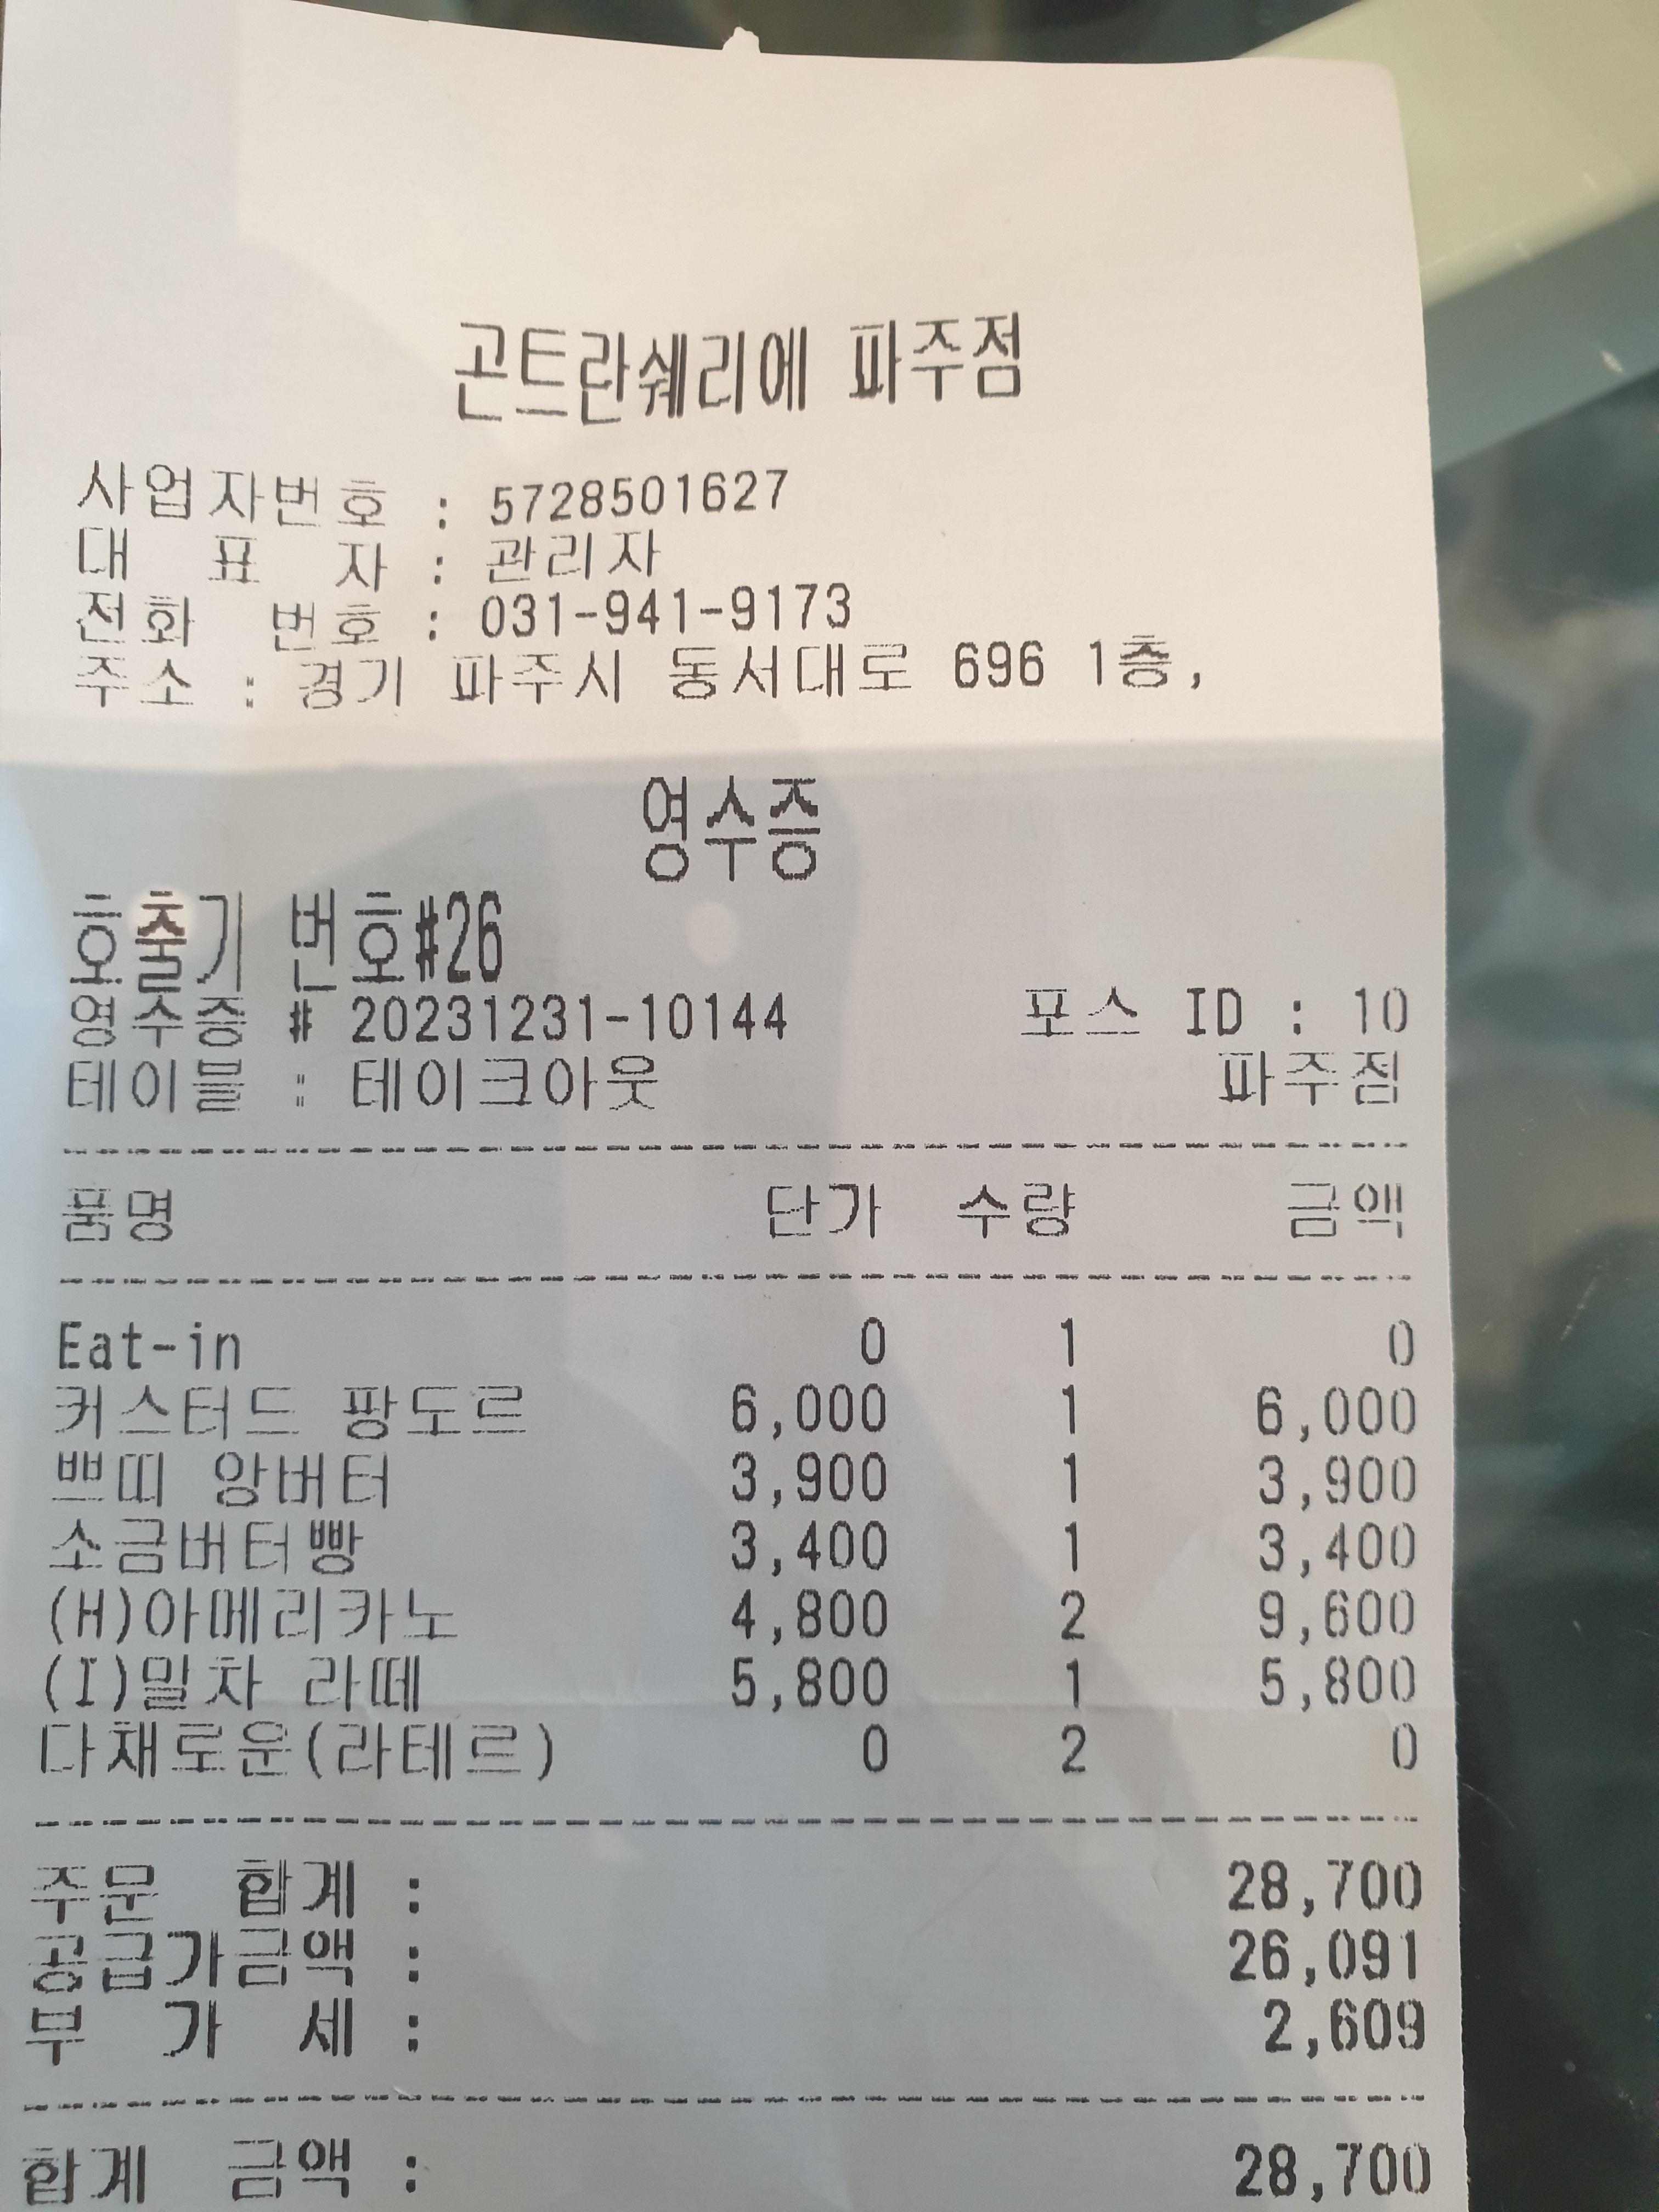 곤트란쉐리에 파주점
사업자번호 : 5728501627
대 표 자 : 관리자
전화 번호 : 031-941-9173
주소 : 경기 파주시 동서대로 696 1층,
영수증
호출기 번호#26
영수증 # 20231231-10144 포스 ID : 10
테이블 : 테이크아웃 파주점
품명 단가 수량 금액
Eat-in 0 1 0
커스터드 팡도르 6,000 1 6,000
쁘띠 앙버터 3,900 1 3,900
소금버터빵 3,400 1 3,400
(H)아메리카노 4,800 2 9,600
(I)말차 라떼 5,800 1 5,800
다채로운(라테르) 0 2 0
주문 합계 : 28,700
공급가금액 : 26,091
부 가 세 : 2,609
합계 금액 : 28,700